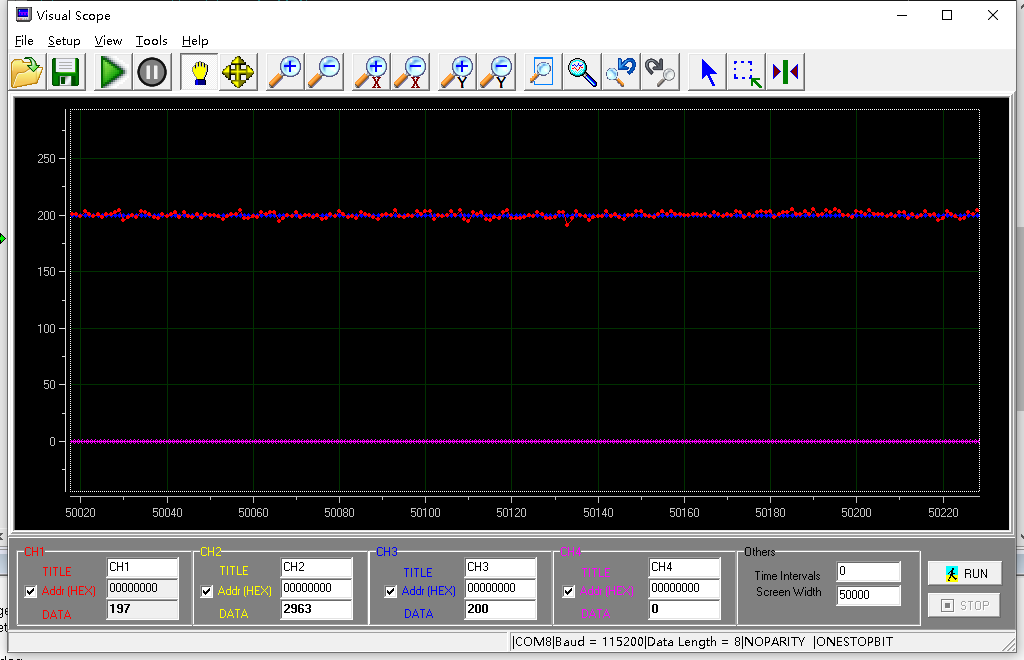 Visual Scope
File Setup View Tools Help
X X Y Y
250
200
150
100
50
0
50020 50040 50060 50080 50100 50120 50140 50160 50180 50200 50220
CH1 CH2 CH3 CH4 Others
TITLE CH1 TITLE CH2 TITLE CH3 TITLE CH4 Time Intervals 0 RUN
Addr (HEX) 00000000 Addr (HEX) 00000000 Addr (HEX) 00000000 Addr (HEX) 00000000 Screen Width 50000
DATA 197 DATA 2963 DATA 200 DATA 0 STOP
|COM8|Baud = 115200|Data Length = 8|NOPARITY |ONESTOPBIT